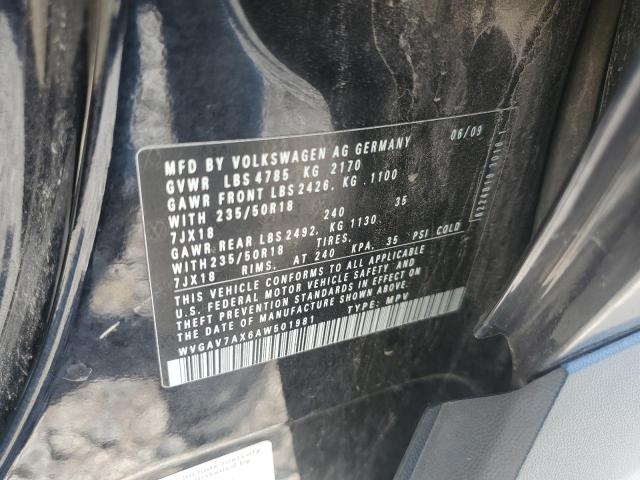 MFD BY VOLKSWAGEN AG GERMANY 06/09
GVWR LBS 4785 KG 2170
GAWR FRONT LBS 2426, KG .1100
WITH 235/50R18
7JX18 240 35
GAWR REAR LBS 2492, KG 1130
WITH 235/50R18 TIRES,
7JX18 RIMS, AT 240 KPA, 35 PSI COLD
THIS VEHICLE CONFORMS TO ALL APPLICABLE
U.S. FEDERAL MOTOR VEHICLE SAFETY AND
THEFT PREVENTION STANDARDS IN EFFECT ON
THE DATE OF MANUFACTURE SHOWN ABOVE.
WVGAV7AX6AW501981 TYPE: MPV